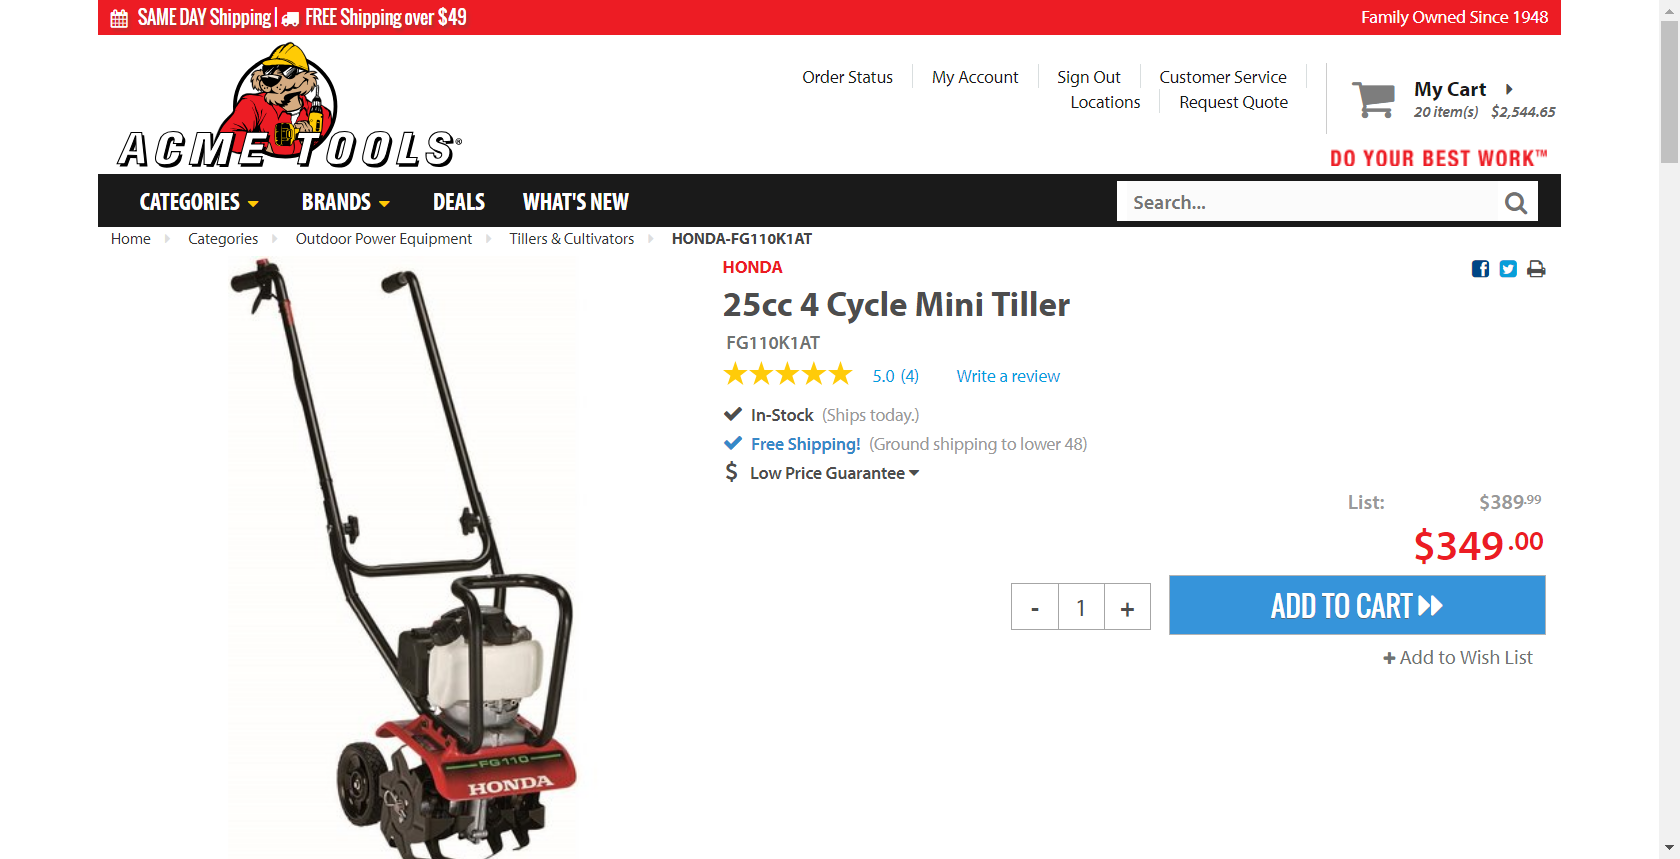 SAME DAY Shipping | FREE Shipping over $49
Family Owned Since 1948
ACME TOOLS®
Order Status
My Account
Sign Out
Customer Service
Locations
Request Quote
My Cart
20 item(s) $2,544.65
DO YOUR BEST WORK™
CATEGORIES
BRANDS
DEALS
WHAT'S NEW
Search...
Home
Categories
Outdoor Power Equipment
Tillers & Cultivators
HONDA-FG110K1AT
HONDA
25cc 4 Cycle Mini Tiller
FG110K1AT
5.0 (4)
Write a review
In-Stock (Ships today.)
Free Shipping! (Ground shipping to lower 48)
$ Low Price Guarantee
List: $389.99
$349.00
- 1 +
ADD TO CART
+ Add to Wish List
FG110
HONDA